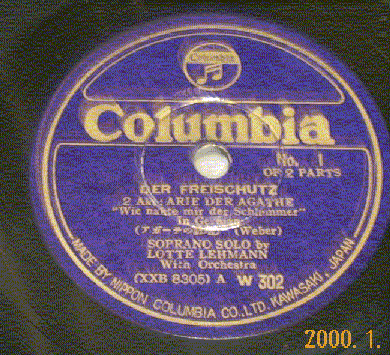 Columbia
No. 1
OF 2 PARTS
DER FREISCHUTZ
2 Akt: ARIE DER AGATHE
"Wie nahte mir der Schlummer"
In German
(Weber)
SOPRANO SOLO by
LOTTE LEHMANN
With Orchestra
(XXB 8305) A W 302
MADE BY NIPPON COLUMBIA CO., LTD. KAWASAKI, JAPAN
2000. 1.